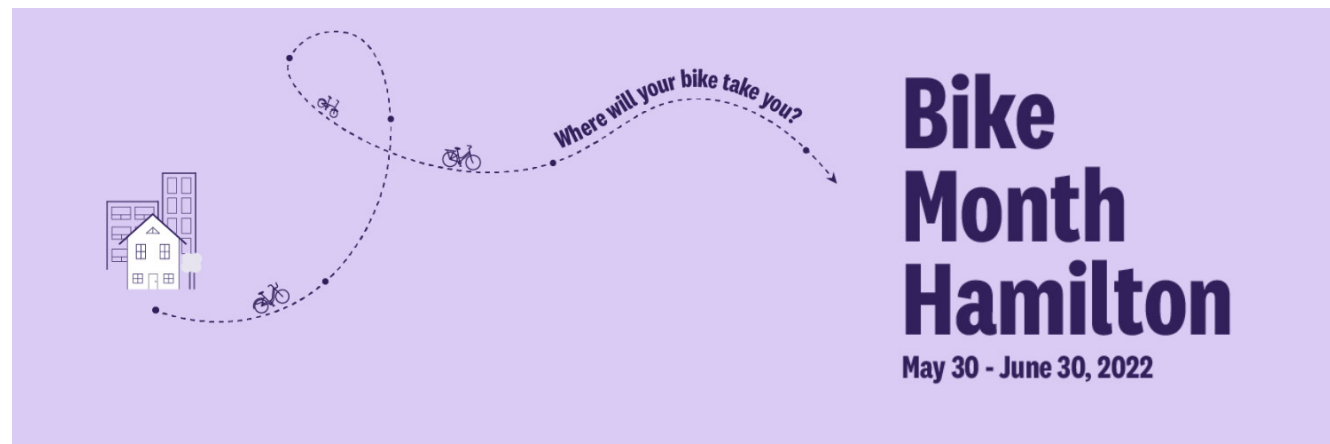 Where will your bike take you?
Bike
Month
Hamilton
May 30 - June 30, 2022